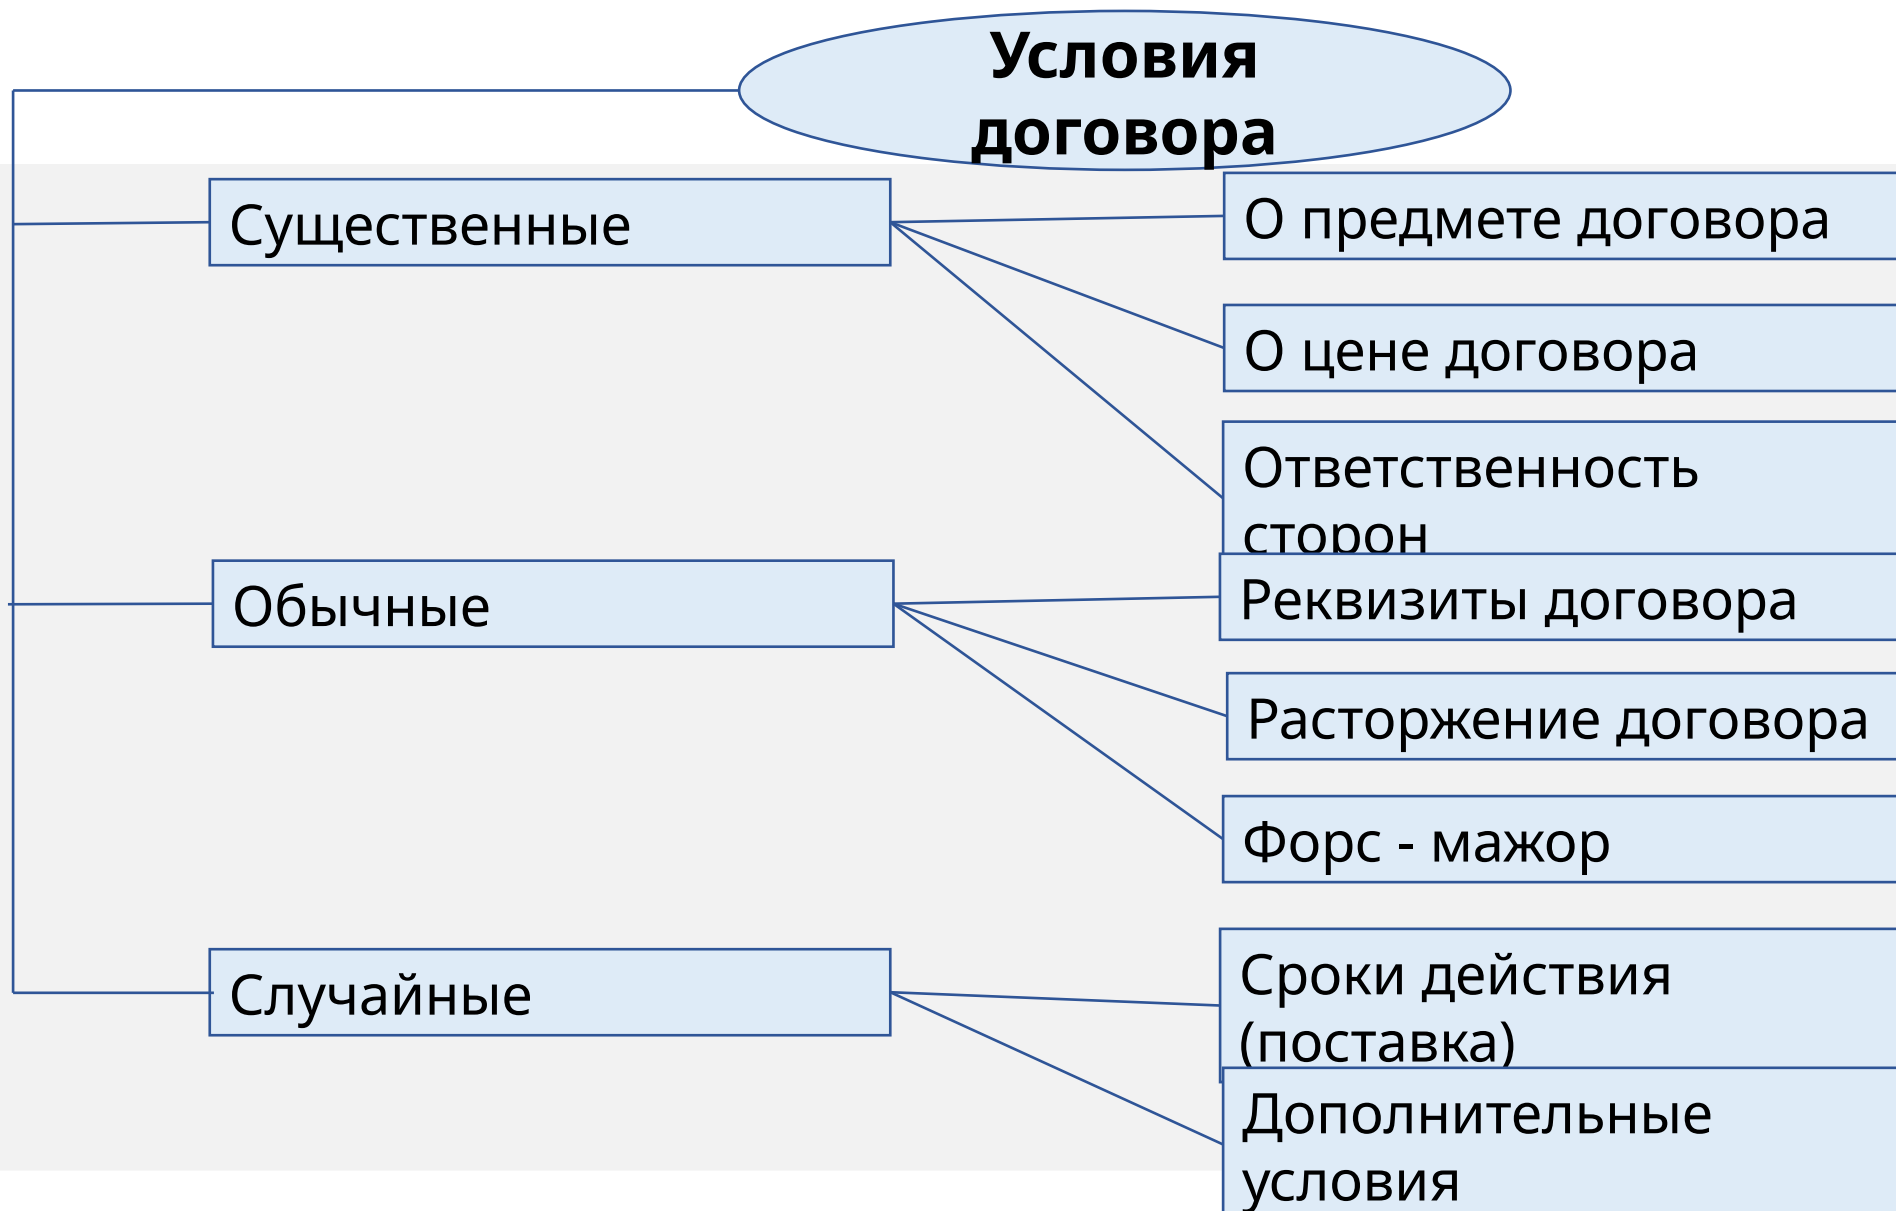 Условия
договора
Существенные
О предмете договора
О цене договора
Ответственность
сторон
Обычные
Реквизиты договора
Расторжение договора
Форс - мажор
Случайные
Сроки действия
(поставка)
Дополнительные
условия